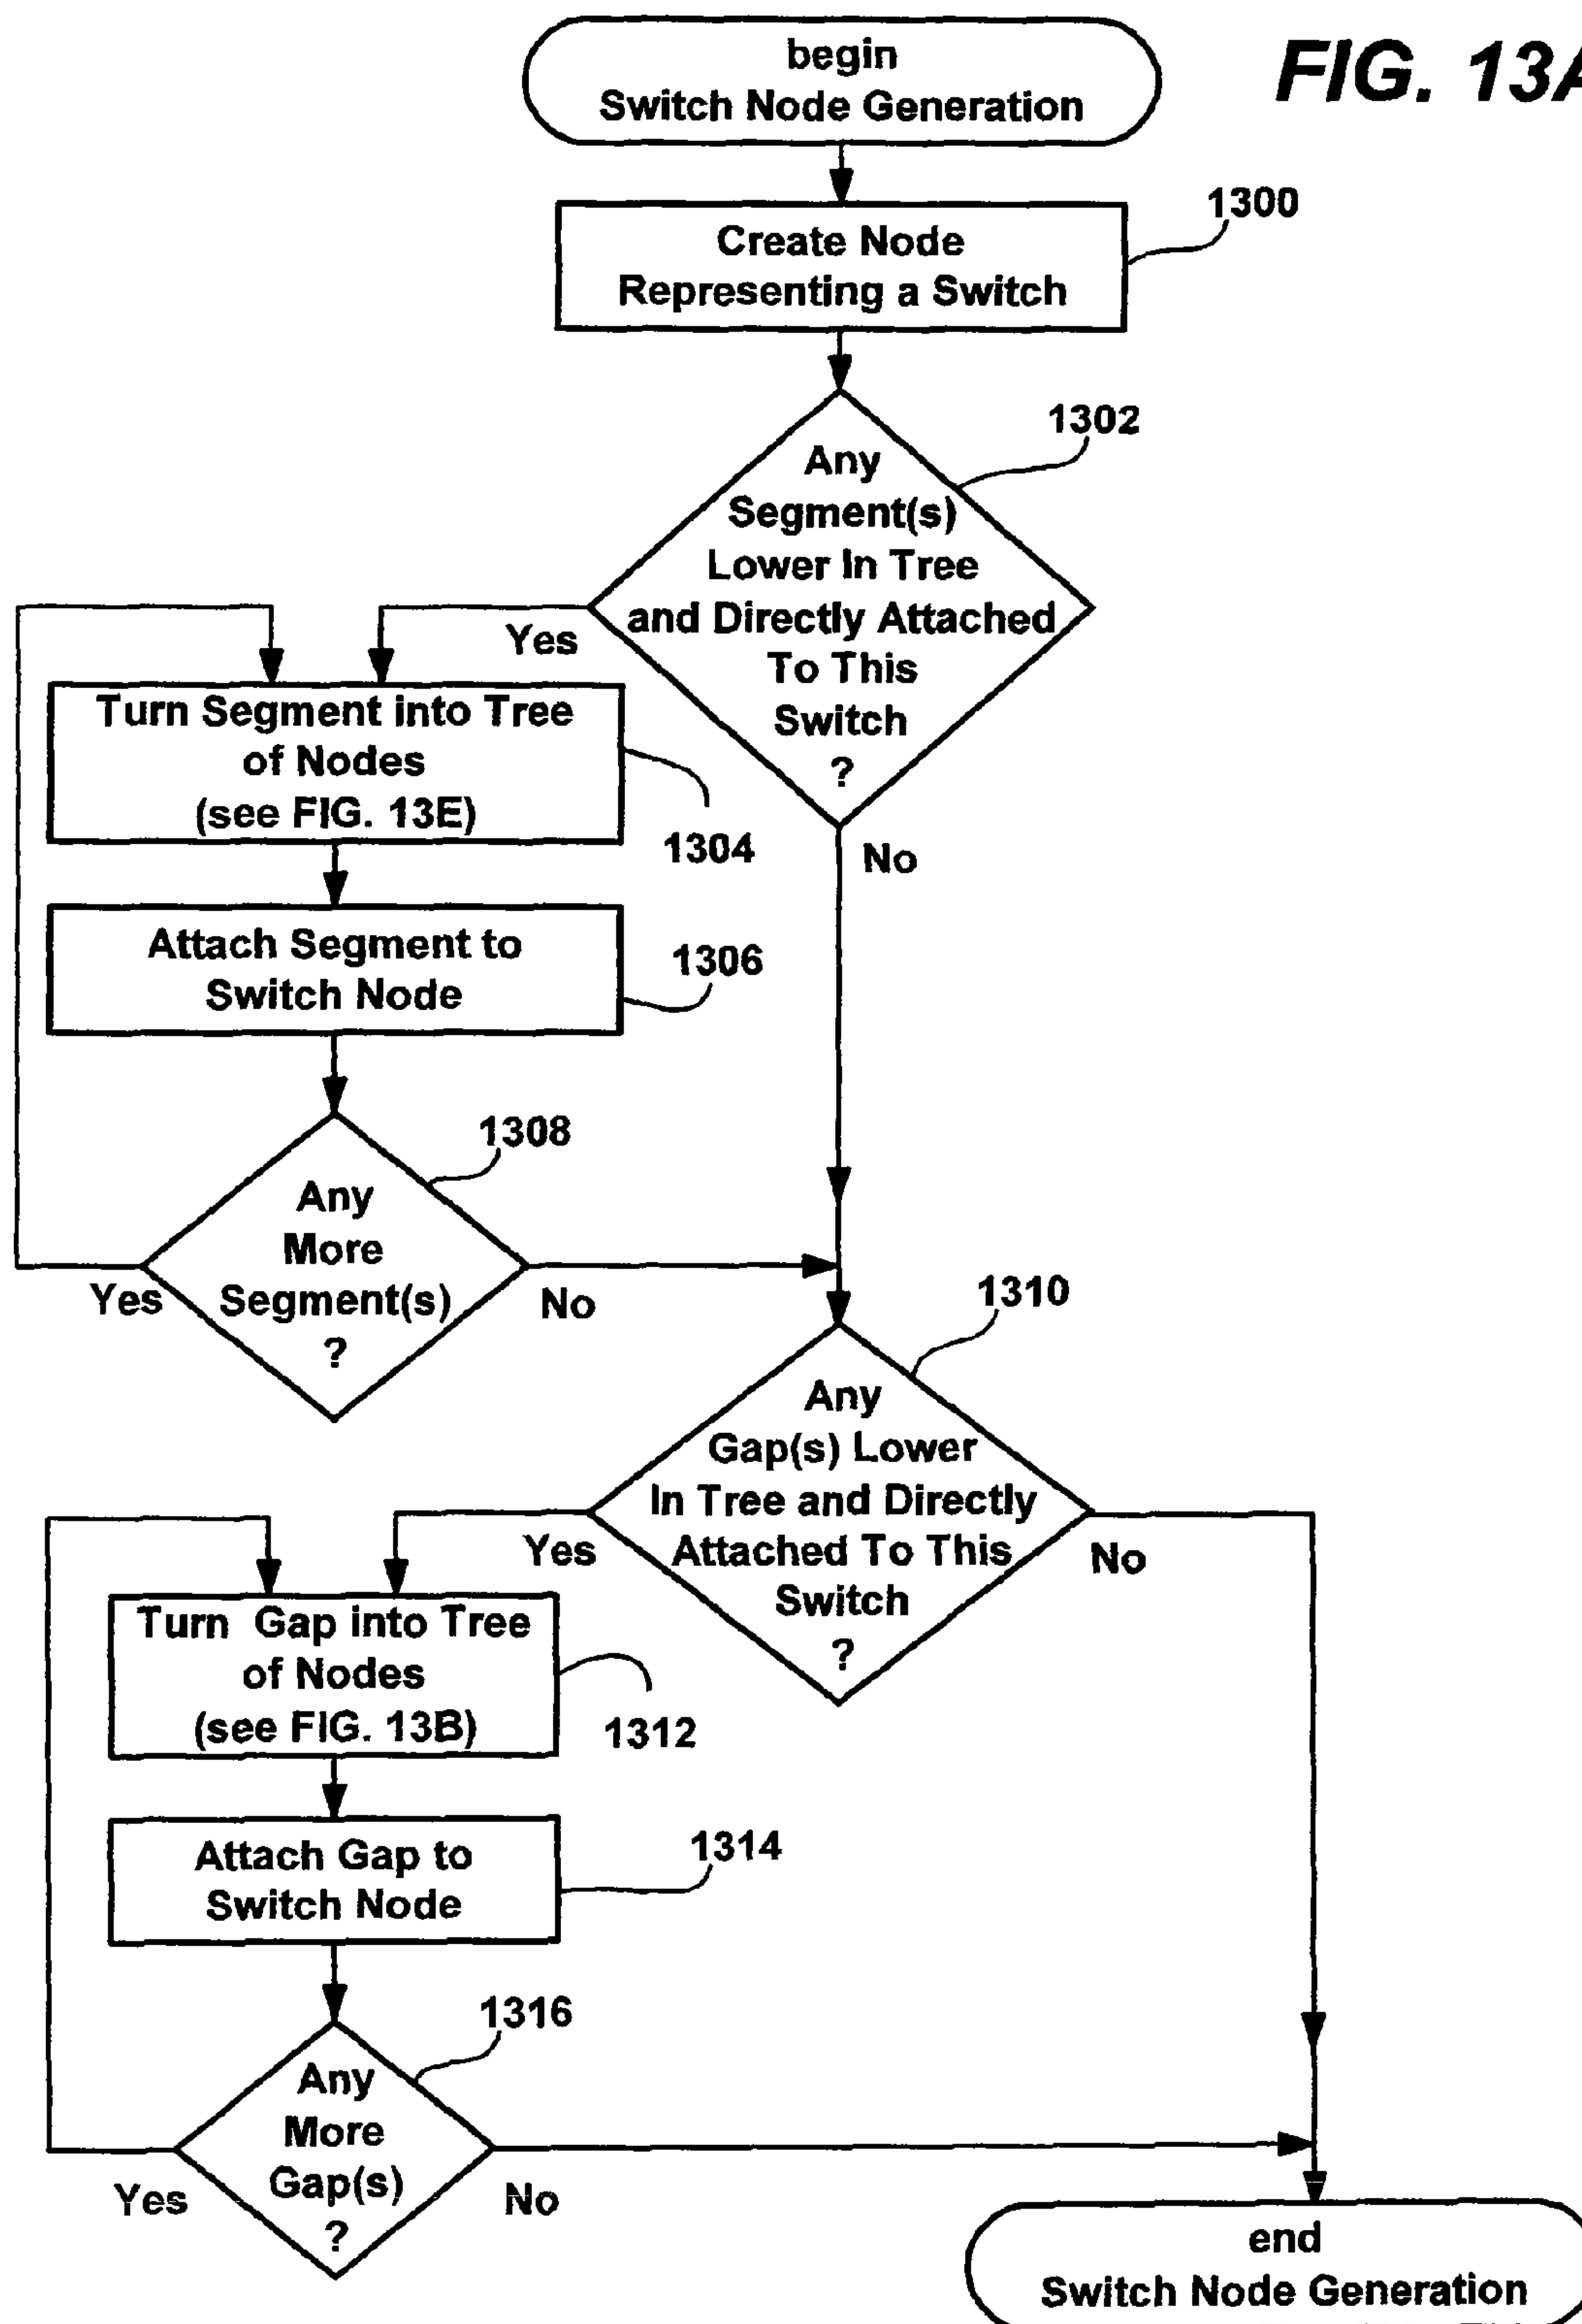 begin
Switch Node Generation
FIG. 13A
1300
Create Node
Representing a Switch
1302
Any
Segment(s)
Lower In Tree
and Directly Attached
To This
Switch
?
Yes
No
Turn Segment into Tree
of Nodes
(see FIG. 13E)
1304
Attach Segment to
Switch Node
1306
1308
Any
More
Segment(s)
?
Yes
No
1310
Any
Gap(s) Lower
In Tree and Directly
Attached To This
Switch
?
Yes
No
Turn Gap into Tree
of Nodes
(see FIG. 13B)
1312
Attach Gap to
Switch Node
1314
1316
Any
More
Gap(s)
?
Yes
No
end
Switch Node Generation